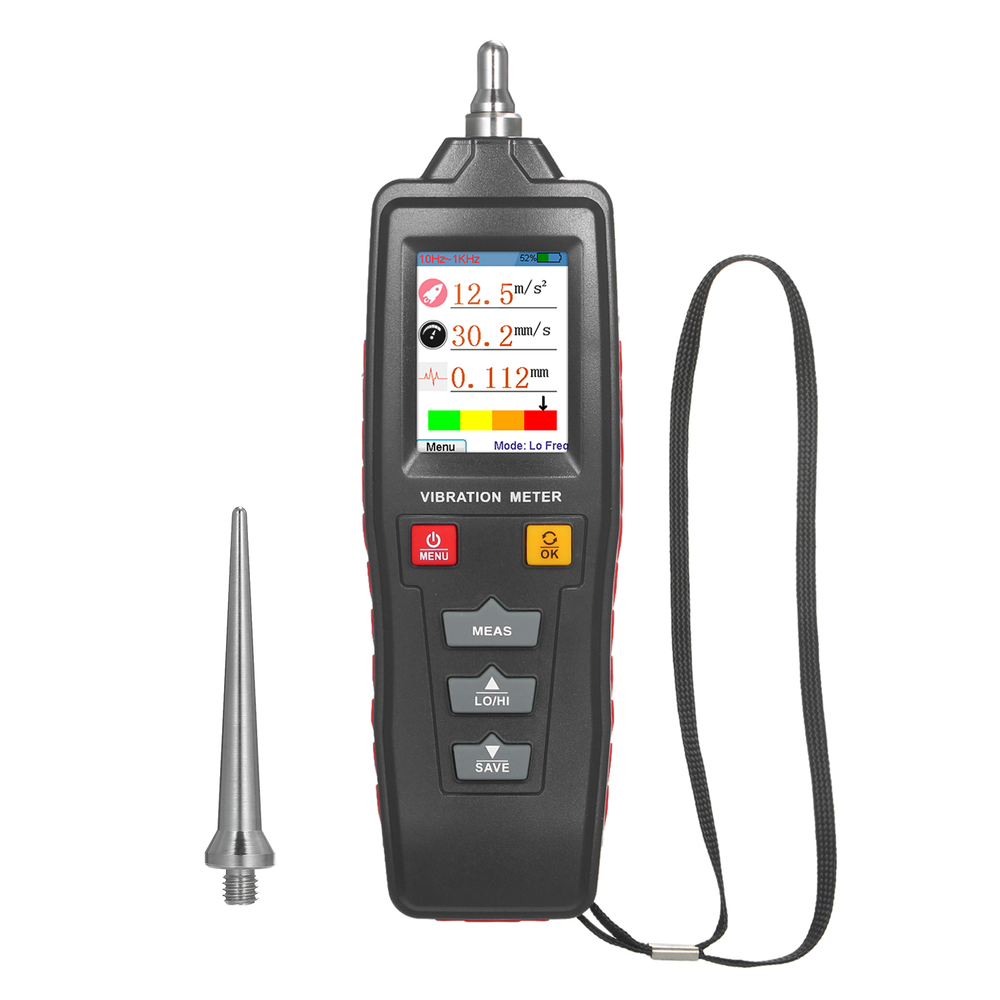 10Hz~1KHz 52%
12.5m/s²
30.2mm/s
0.112mm
Menu Mode: Lo Freq
VIBRATION METER
MENU OK
MEAS
LO/HI
SAVE